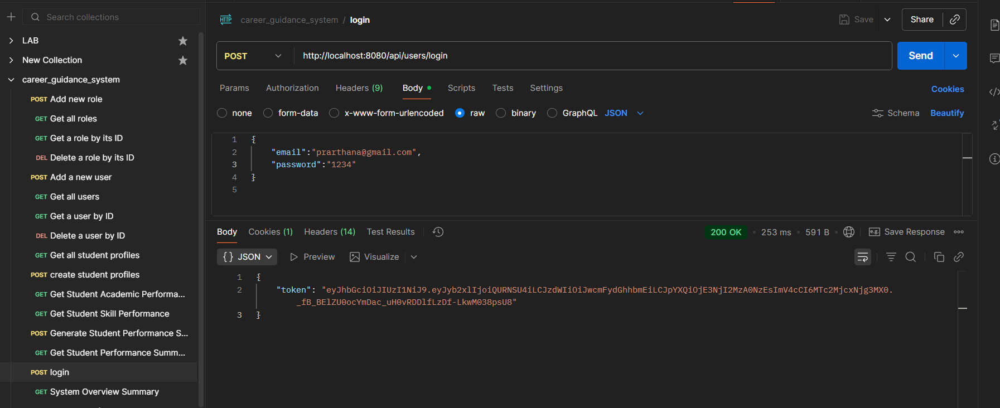 Search collections
LAB
New Collection
career_guidance_system
POST Add new role
GET Get all roles
GET Get a role by its ID
DEL Delete a role by its ID
POST Add a new user
GET Get all users
GET Get a user by ID
DEL Delete a user by ID
GET Get all student profiles
POST create student profiles
GET Get Student Academic Performa...
GET Get Student Skill Performance
POST Generate Student Performance S...
GET Get Student Performance Summ...
POST login
GET System Overview Summary
HTTP career_guidance_system / login
Save
Share
POST http://localhost:8080/api/users/login
Send
Params Authorization Headers (9) Body Scripts Tests Settings
Cookies
none form-data x-www-form-urlencoded raw binary GraphQL JSON
Schema Beautify
1 {
2 "email":"prarthana@gmail.com",
3 "password":"1234"
4 }
5
Body Cookies (1) Headers (14) Test Results
200 OK • 253 ms • 591 B
e.g. Save Response
{} JSON Preview Visualize
1 {
2 "token": "eyJhbGciOiJIUzI1NiJ9.eyJyb2xlIjoiQURNSU4iLCJzdWIiOiJwcmFydGhhbmEiLCJpYXQiOjE3NjI2MzA0NzEsImV4cCI6MTc2MjcxNjg3MX0.
_fB_BElZU0ocYmDac_uH0vRDDlfLzDf-LkwM038psU8"
3 }